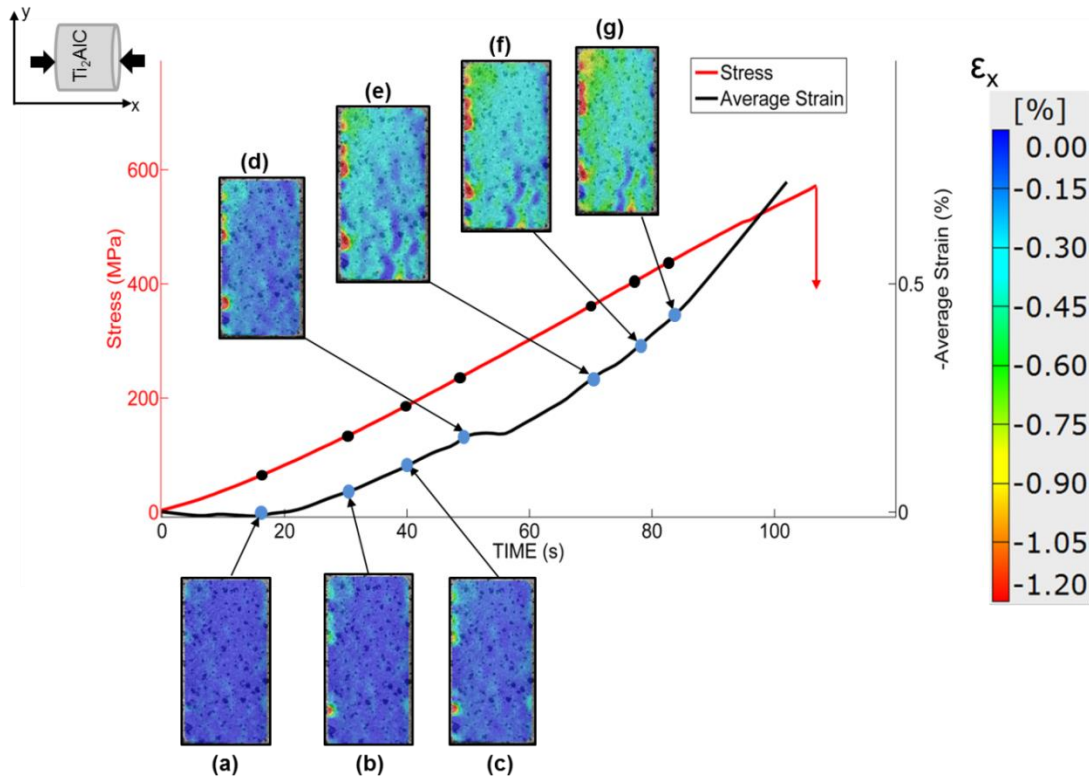 y
Ti₂AlC
x
(d)
(e)
(f)
(g)
Stress
Average Strain
εx
[%]
0.00
-0.15
-0.30
-0.45
-0.60
-0.75
-0.90
-1.05
-1.20
Stress (MPa)
600
400
200
0
-Average Strain (%)
0.5
0
0
20
40
60
80
100
TIME (s)
(a)
(b)
(c)